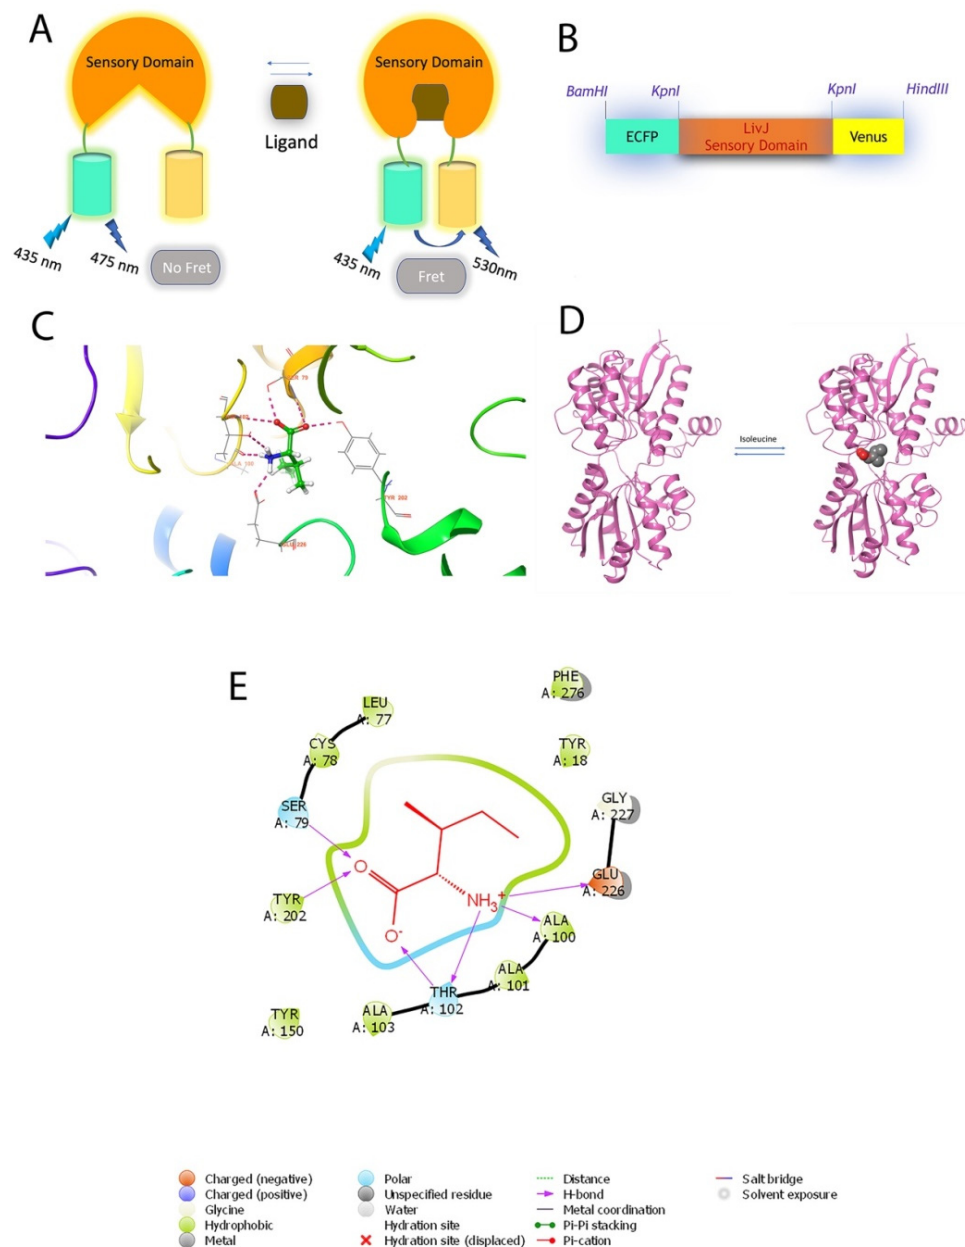 A
Sensory Domain
Ligand
Sensory Domain
435 nm
475 nm
No Fret
435 nm
530nm
Fret
B
BamHI
KpnI
KpnI
HindIII
ECFP
LivJ
Sensory Domain
Venus
C
TYR 202
D
Isoleucine
E
PHE
A: 276
LEU
A: 77
CYS
A: 78
TYR
A: 18
SER
A: 79
GLY
A: 227
GLU
A: 226
TYR
A: 202
O
O-
NH3+
ALA
A: 100
ALA
A: 101
THR
A: 102
ALA
A: 103
TYR
A: 150
Charged (negative)
Charged (positive)
Glycine
Hydrophobic
Metal
Polar
Unspecified residue
Water
Hydration site
Hydration site (displaced)
Distance
H-bond
Metal coordination
Pi-Pi stacking
Pi-cation
Salt bridge
Solvent exposure